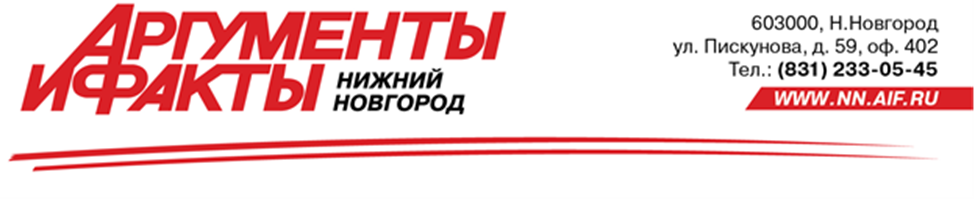 АРГУМЕНТЫ
И ФАКТЫ
НИЖНИЙ
НОВГОРОД
603000, Н.Новгород
ул. Пискунова, д. 59, оф. 402
Тел.: (831) 233-05-45
WWW.NN.AIF.RU